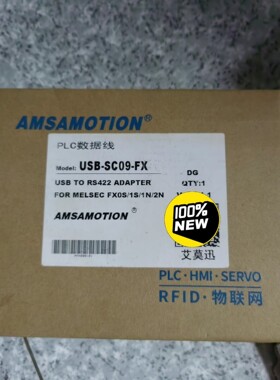 AMSAMOTION®
PLC数据线
Model: USB-SC09-FX
DG
USB TO RS422 ADAPTER
QTY:1
FOR MELSEC FX0S/1S/1N/2N
AMSAMOTION®
100%
NEW
艾莫迅
PLC·HMI·SERVO
RFID·物联网